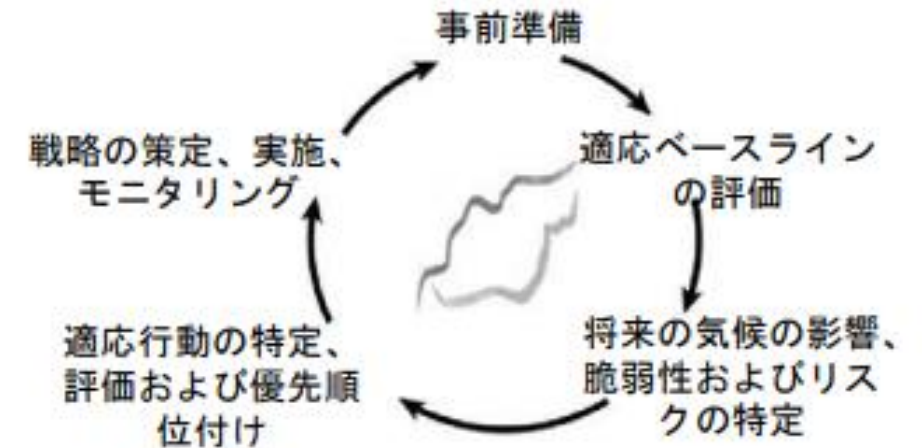 事前準備
適応ベースライン
の評価
将来の気候の影響、
脆弱性およびリス
クの特定
適応行動の特定、
評価および優先順
位付け
戦略の策定、実施、
モニタリング